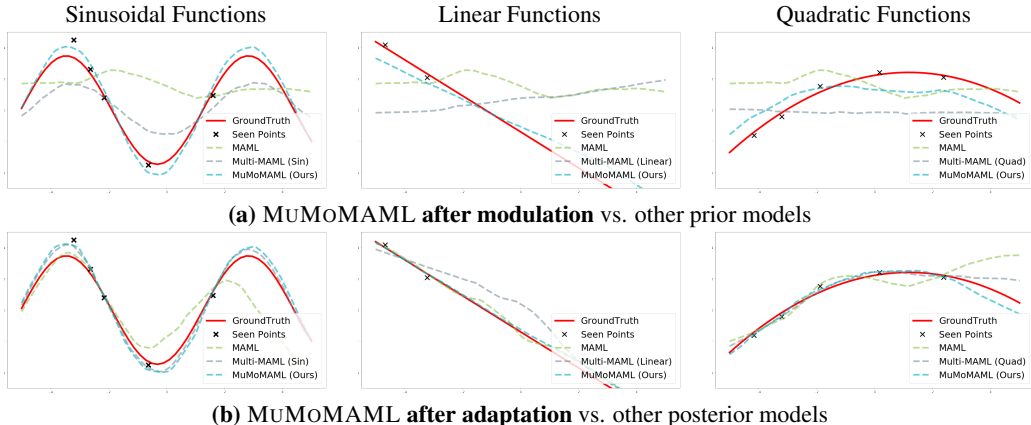 Sinusoidal Functions Linear Functions Quadratic Functions
GroundTruth
Seen Points
MAML
Multi-MAML (Sin)
MuMoMAML (Ours)
GroundTruth
Seen Points
MAML
Multi-MAML (Linear)
MuMoMAML (Ours)
GroundTruth
Seen Points
MAML
Multi-MAML (Quad)
MuMoMAML (Ours)
(a) MUMOMAML after modulation vs. other prior models
GroundTruth
Seen Points
MAML
Multi-MAML (Sin)
MuMoMAML (Ours)
GroundTruth
Seen Points
MAML
Multi-MAML (Linear)
MuMoMAML (Ours)
GroundTruth
Seen Points
MAML
Multi-MAML (Quad)
MuMoMAML (Ours)
(b) MUMOMAML after adaptation vs. other posterior models